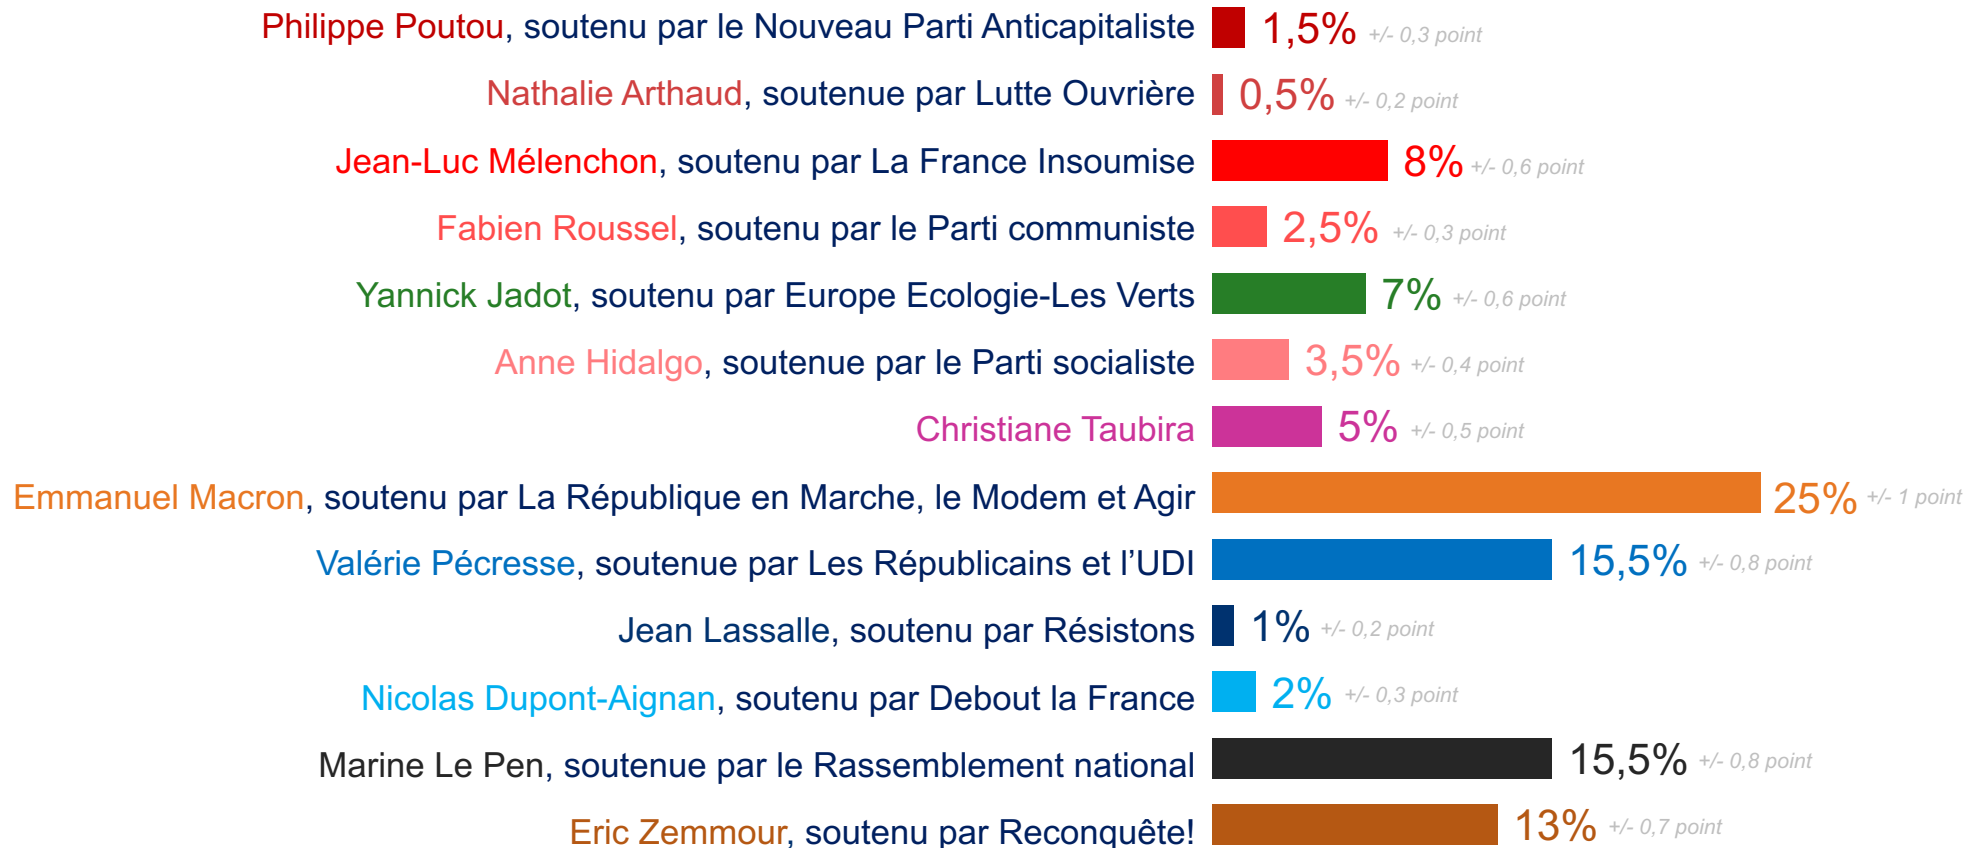 Philippe Poutou, soutenu par le Nouveau Parti Anticapitaliste 1,5% +/- 0,3 point
Nathalie Arthaud, soutenue par Lutte Ouvrière 0,5% +/- 0,2 point
Jean-Luc Mélenchon, soutenu par La France Insoumise 8% +/- 0,6 point
Fabien Roussel, soutenu par le Parti communiste 2,5% +/- 0,3 point
Yannick Jadot, soutenu par Europe Ecologie-Les Verts 7% +/- 0,6 point
Anne Hidalgo, soutenue par le Parti socialiste 3,5% +/- 0,4 point
Christiane Taubira 5% +/- 0,5 point
Emmanuel Macron, soutenu par La République en Marche, le Modem et Agir 25% +/- 1 point
Valérie Pécresse, soutenue par Les Républicains et l’UDI 15,5% +/- 0,8 point
Jean Lassalle, soutenu par Résistons 1% +/- 0,2 point
Nicolas Dupont-Aignan, soutenu par Debout la France 2% +/- 0,3 point
Marine Le Pen, soutenue par le Rassemblement national 15,5% +/- 0,8 point
Eric Zemmour, soutenu par Reconquête! 13% +/- 0,7 point